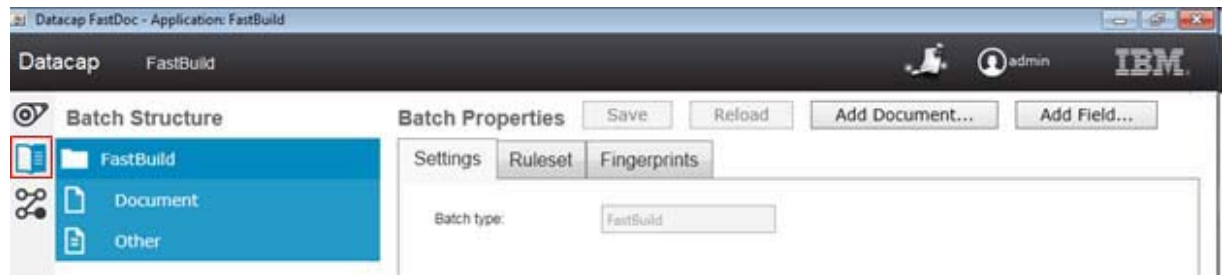 Datacap FastDoc - Application: FastBuild
Datacap FastBuild admin IBM.
Batch Structure
FastBuild
Document
Other
Batch Properties Save Reload Add Document... Add Field...
Settings Ruleset Fingerprints
Batch type: FastBuild